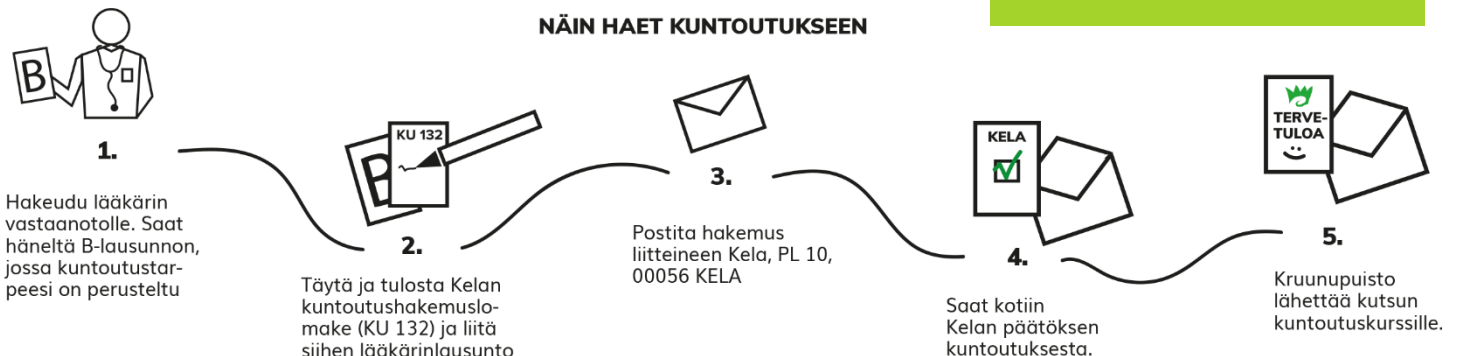 NÄIN HAET KUNTOUTUKSEEN
B
1.
Hakeudu lääkärin
vastaanotolle. Saat
häneltä B-lausunnon,
jossa kuntoutustar-
peesi on perusteltu
B
KU 132
2.
Täytä ja tulosta Kelan
kuntoutushakemuslo-
make (KU 132) ja liitä
siihen lääkärinlausunto
3.
Postita hakemus
liitteineen Kela, PL 10,
00056 KELA
KELA
4.
Saat kotiin
Kelan päätöksen
kuntoutuksesta.
TERVE-
TULOA
5.
Kruunupuisto
lähettää kutsun
kuntoutuskurssille.